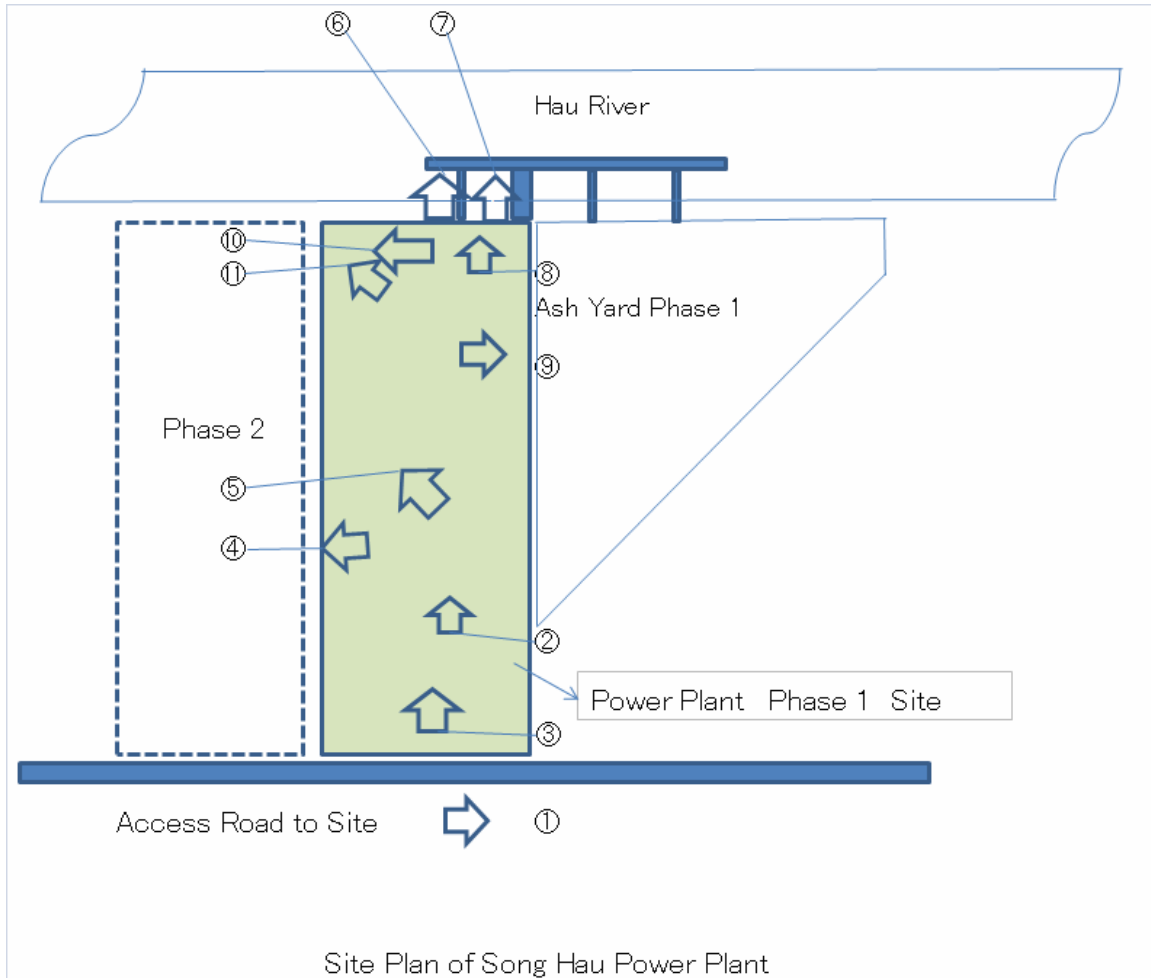 ⑥ ⑦
Hau River
⑩
⑪ ⑧
Ash Yard Phase 1
⑨
Phase 2
⑤
④
②
Power Plant Phase 1 Site
③
Access Road to Site ①
Site Plan of Song Hau Power Plant